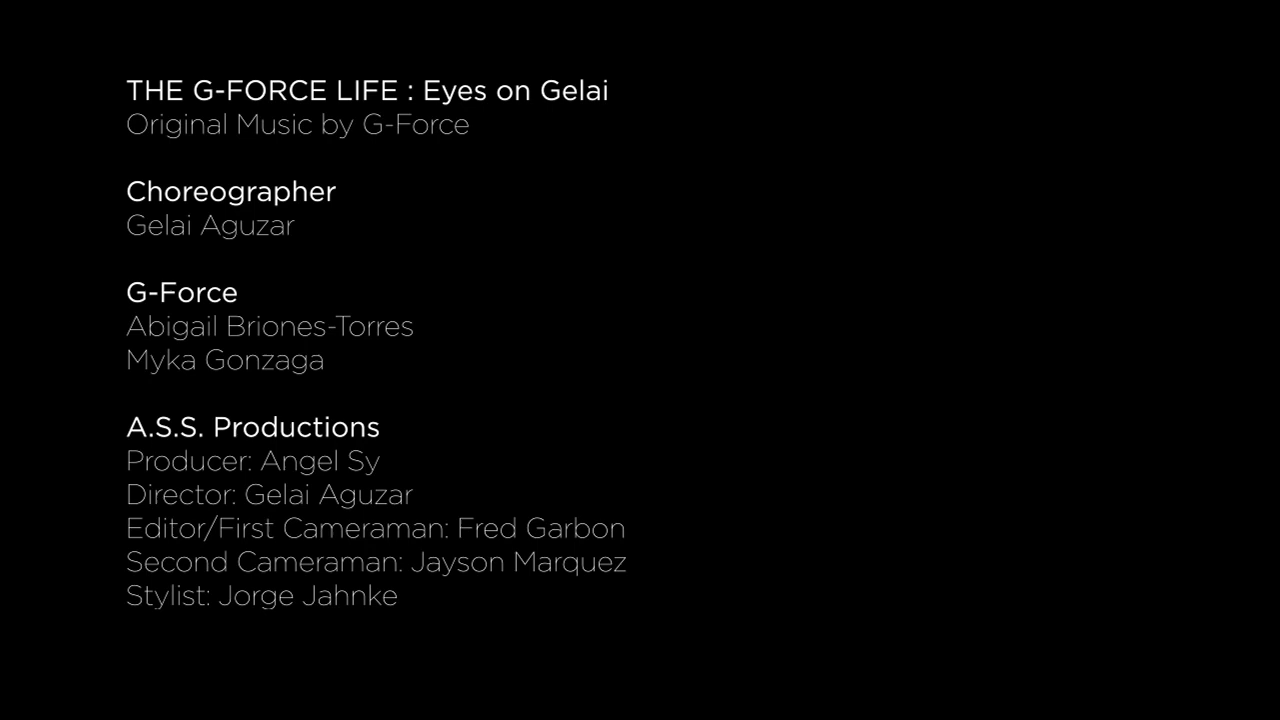 THE G-FORCE LIFE : Eyes on Gelai
Original Music by G-Force
Choreographer
Gelai Aguzar
G-Force
Abigail Briones-Torres
Myka Gonzaga
A.S.S. Productions
Producer: Angel Sy
Director: Gelai Aguzar
Editor/First Cameraman: Fred Garbon
Second Cameraman: Jayson Marquez
Stylist: Jorge Jahnke